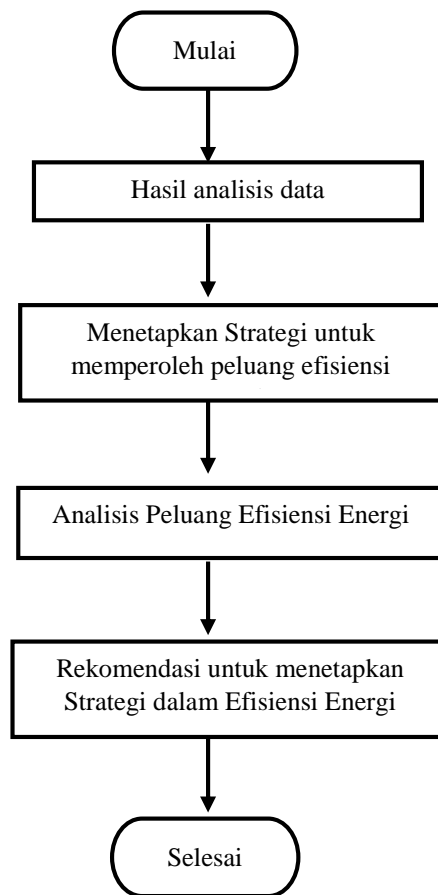 Mulai
Hasil analisis data
Menetapkan Strategi untuk
memperoleh peluang efisiensi
Analisis Peluang Efisiensi Energi
Rekomendasi untuk menetapkan
Strategi dalam Efisiensi Energi
Selesai